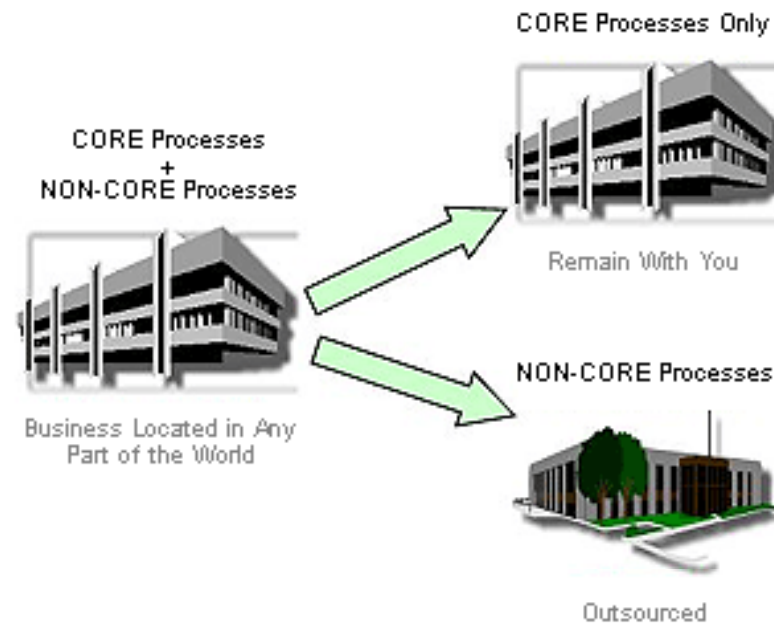 CORE Processes Only
CORE Processes
+
NON-CORE Processes
Remain With You
NON-CORE Processes
Business Located in Any
Part of the World
Outsourced